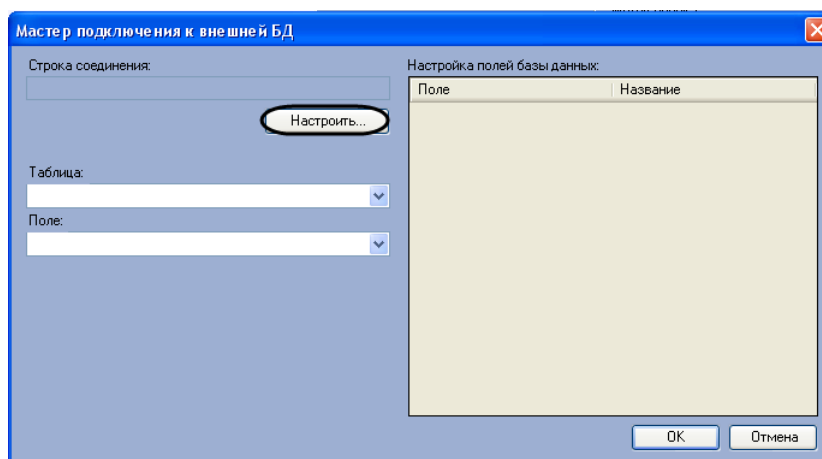 Мастер подключения к внешней БД
Строка соединения:
Настроить...
Таблица:
Поле:
Настройка полей базы данных:
Поле Название
OK Отмена